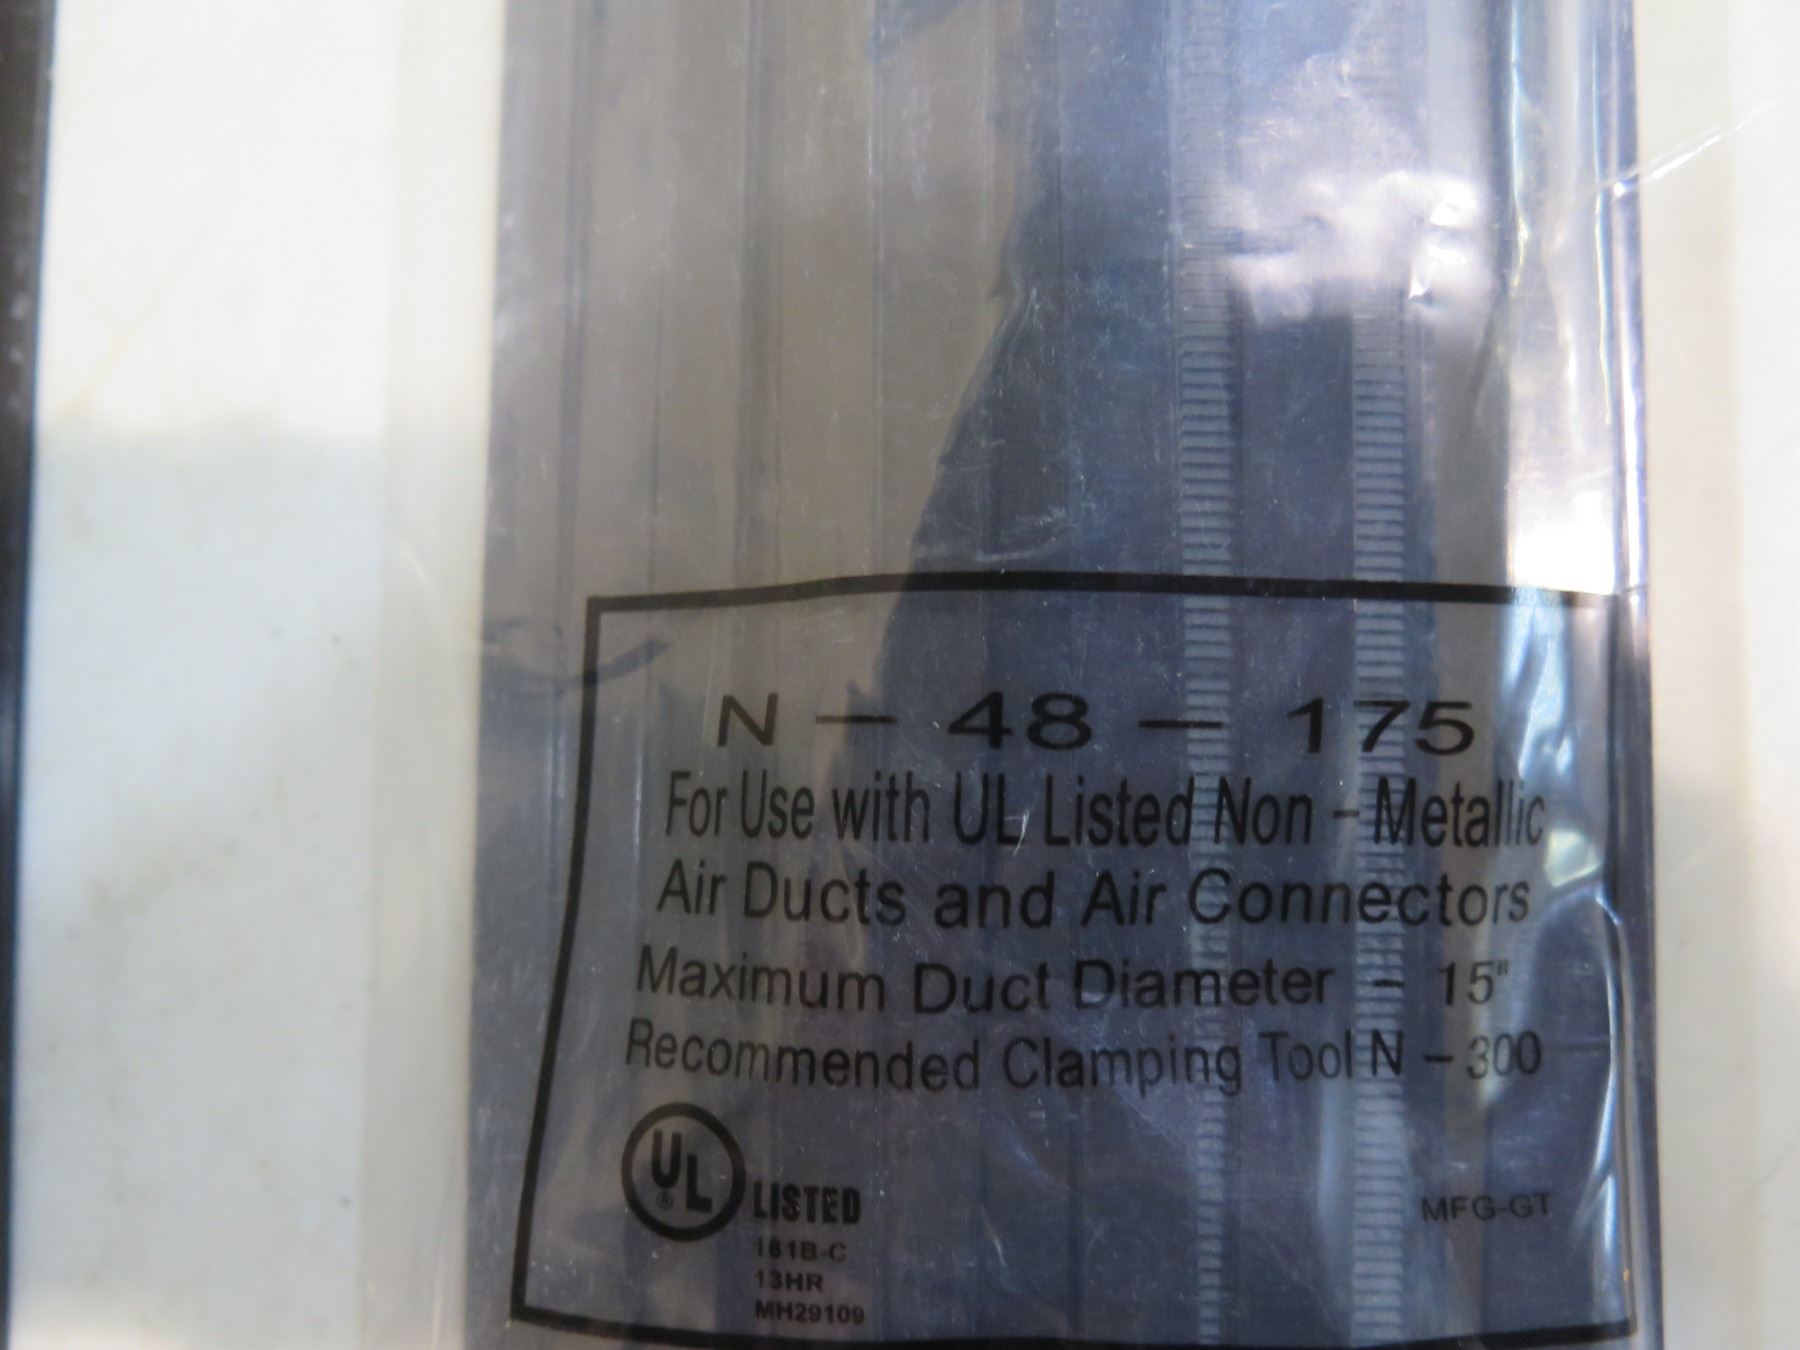 N - 48 - 175
For Use with UL Listed Non - Metallic
Air Ducts and Air Connectors
Maximum Duct Diameter - 15"
Recommended Clamping Tool N - 300
UL® LISTED
181B-C
13HR
MH29109
MFG-GT